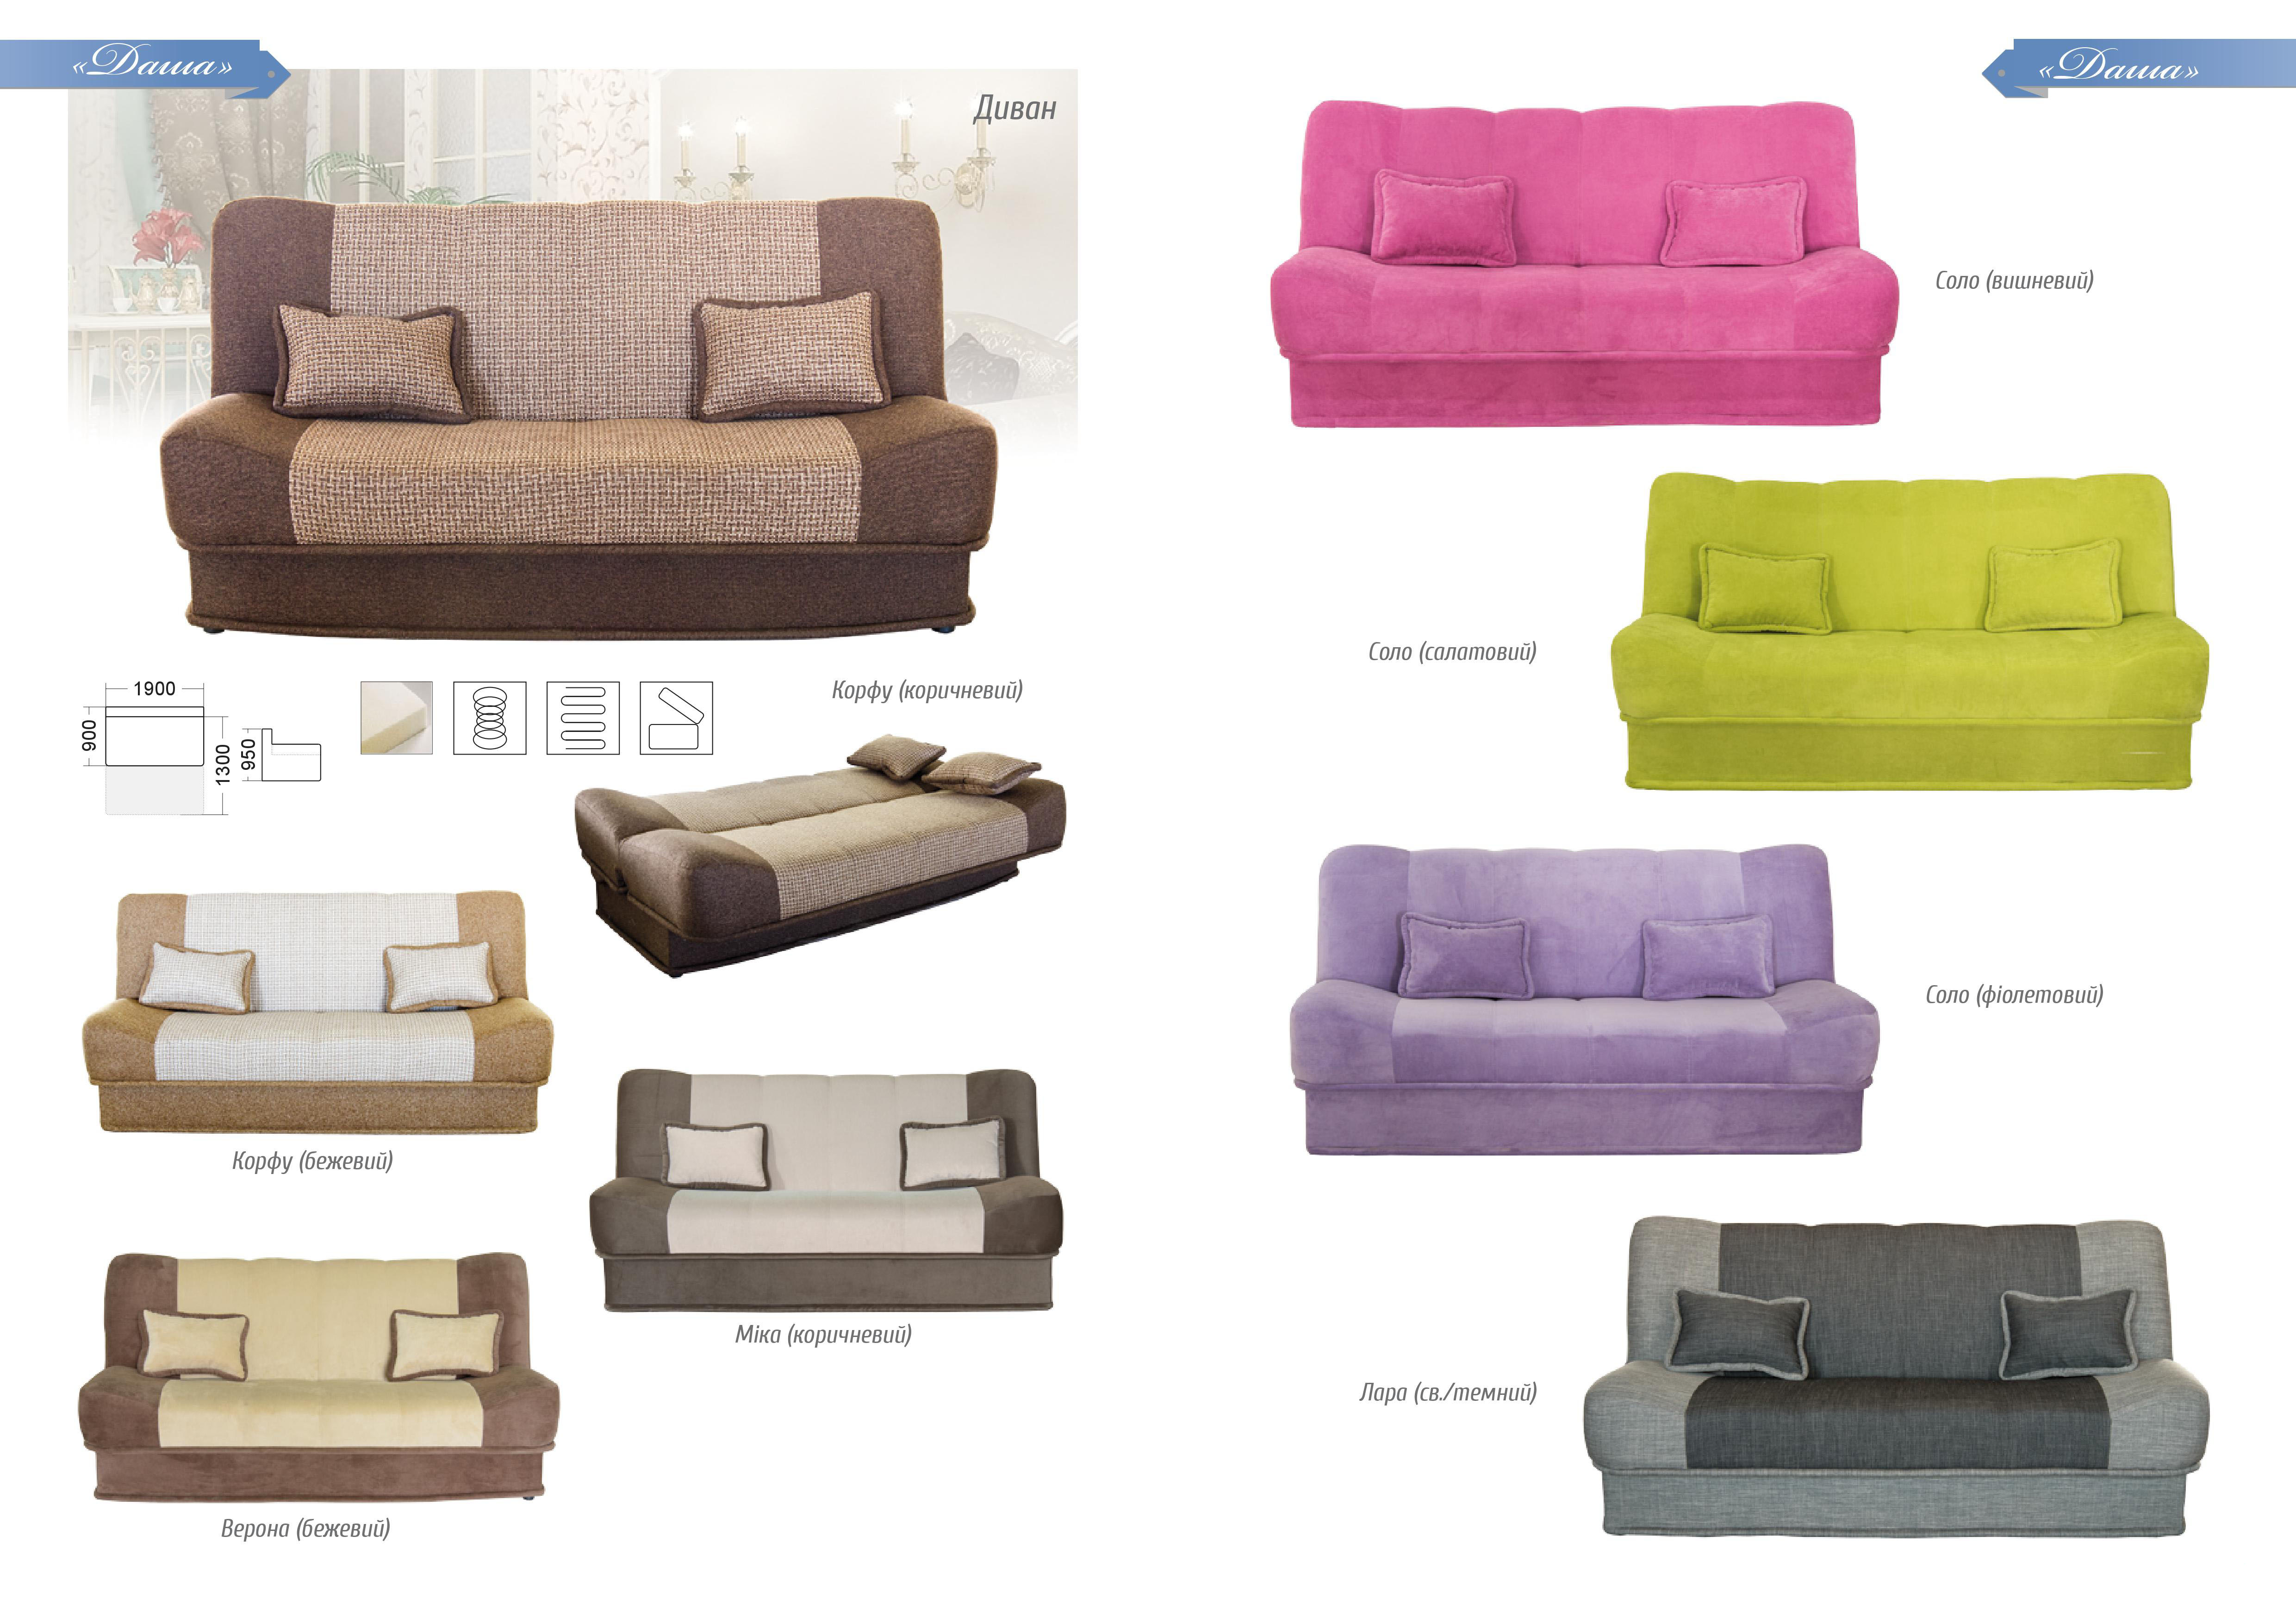 «Даша»
Диван
1900
900
1300
950
Корфу (коричневий)
Корфу (бежевий)
Міка (коричневий)
Верона (бежевий)
«Даша»
Соло (вишневий)
Соло (салатовий)
Соло (фіолетовий)
Лара (св./темний)